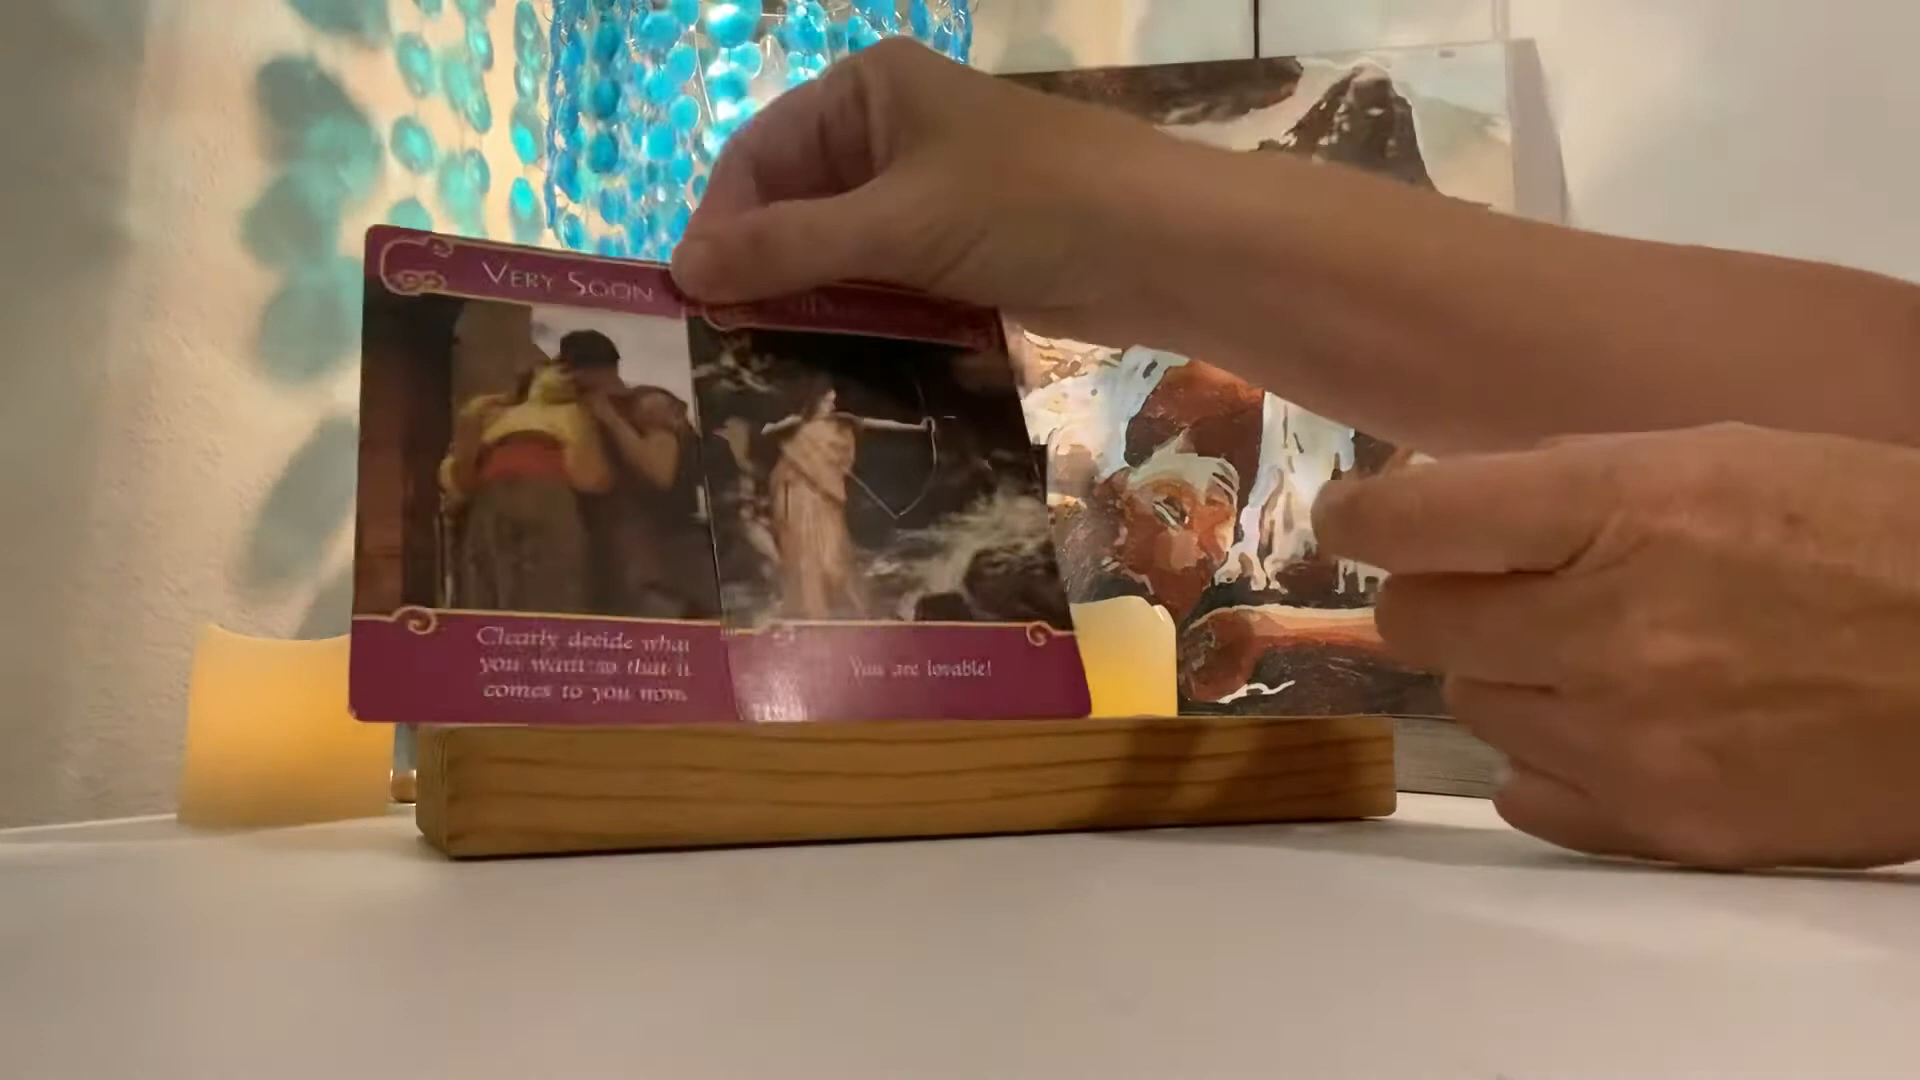 VERY SOON
Clearly decide what
you want so that it
comes to you now.
You are lovable!